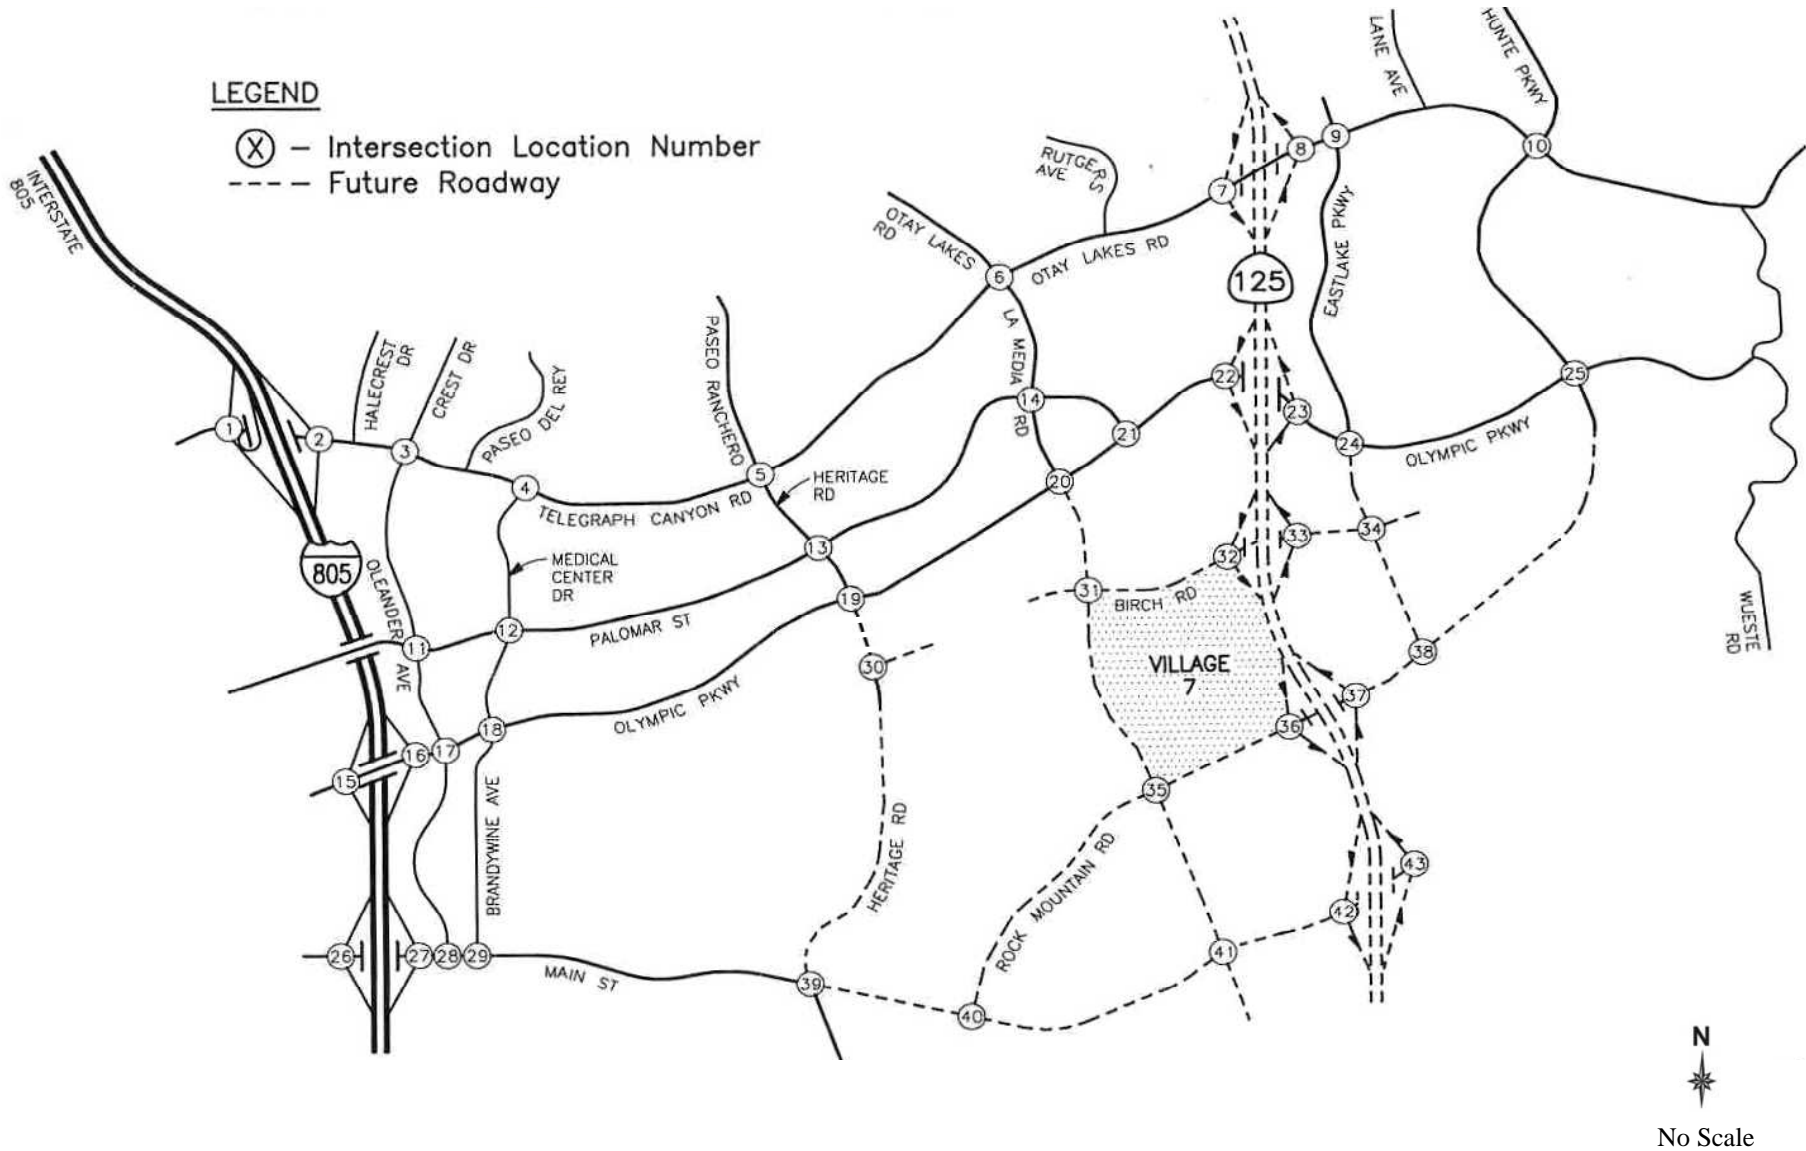 LEGEND
X – Intersection Location Number
---- – Future Roadway
INTERSTATE
805
HALECREST
DR
CREST DR
PASEO DEL REY
PASEO RANCHERO
OTAY LAKES
RD
RUTGERS
AVE
OTAY LAKES RD
LANE AVE
HUNTE PKWY
125
EASTLAKE PKWY
LA MEDIA
RD
HERITAGE
RD
TELEGRAPH CANYON RD
MEDICAL
CENTER
DR
805
OLEANDER
AVE
PALOMAR ST
OLYMPIC PKWY
OLYMPIC PKWY
BIRCH RD
VILLAGE
7
WUESTE
RD
BRANDYWINE AVE
HERITAGE RD
ROCK MOUNTAIN RD
MAIN ST
1
2
3
4
5
6
7
8
9
10
11
12
13
14
15
16
17
18
19
20
21
22
23
24
25
26
27
28
29
30
31
32
33
34
35
36
37
38
39
40
41
42
43
N
No Scale